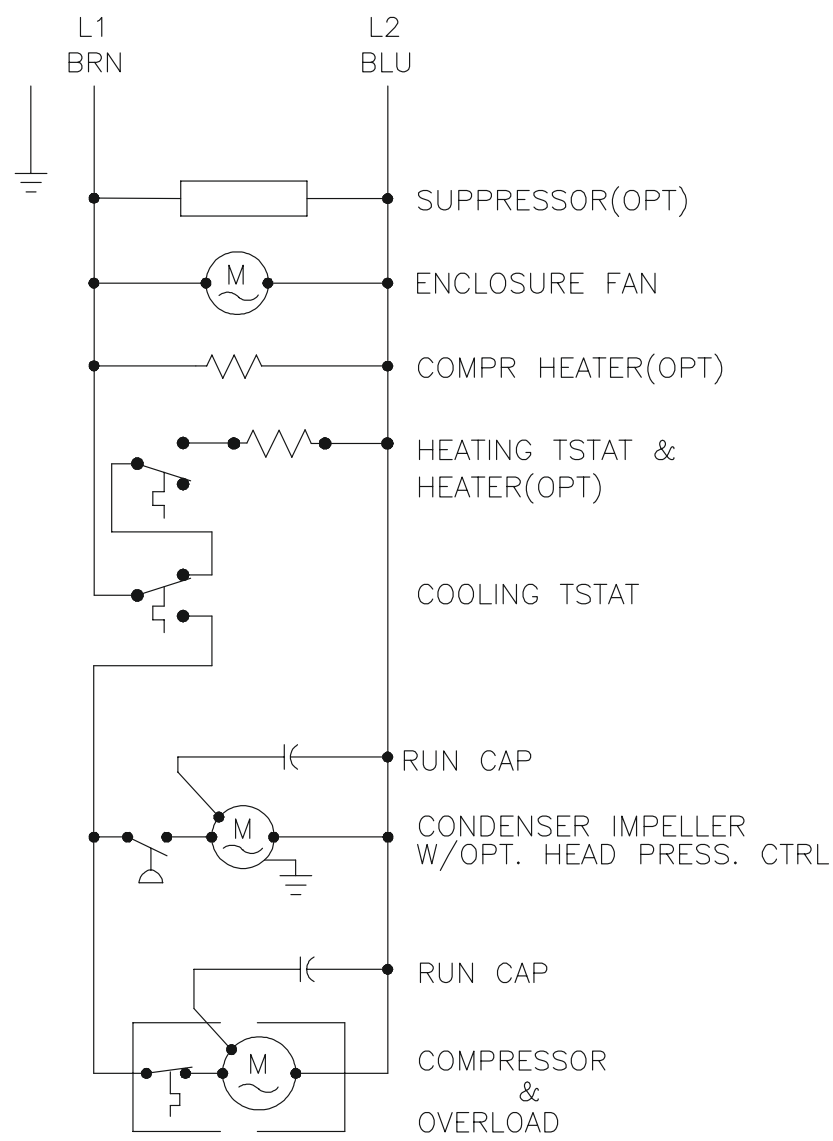 L1
L2
BRN
BLU
SUPPRESSOR(OPT)
M
ENCLOSURE FAN
COMPR HEATER(OPT)
HEATING TSTAT &
HEATER(OPT)
COOLING TSTAT
RUN CAP
M
CONDENSER IMPELLER
W/OPT. HEAD PRESS. CTRL
RUN CAP
M
COMPRESSOR
&
OVERLOAD